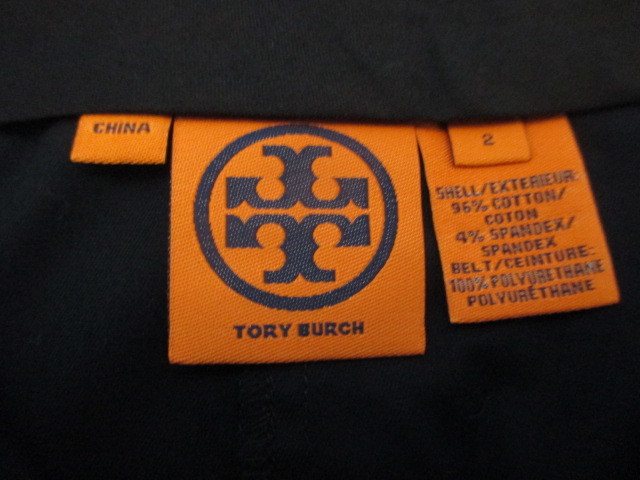 CHINA
TORY BURCH
2
SHELL/EXTERIEUR:
96% COTTON/
COTON
4% SPANDEX/
SPANDEX
BELT/CEINTURE:
100% POLYURETHANE
POLYURÉTHANE